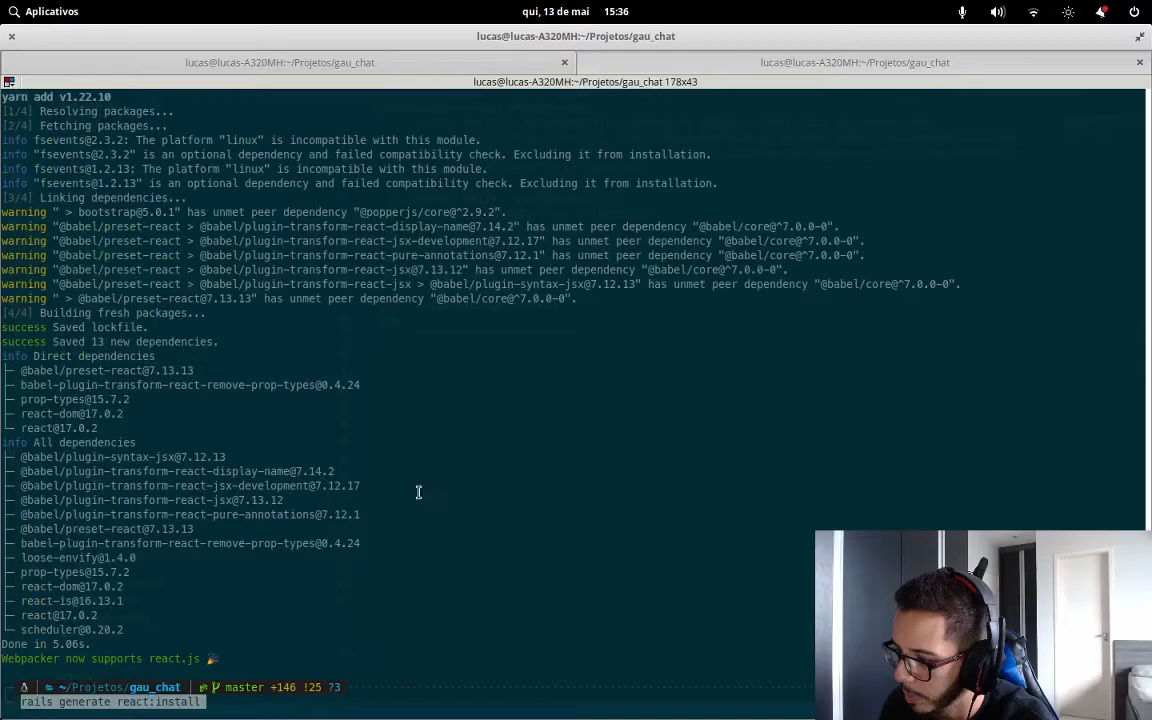 Aplicativos
qui, 13 de mai 15:36
lucas@lucas-A320MH:~/Projetos/gau_chat
lucas@lucas-A320MH:~/Projetos/gau_chat
lucas@lucas-A320MH:~/Projetos/gau_chat
lucas@lucas-A320MH:~/Projetos/gau_chat 178x43
yarn add v1.22.10
[1/4] Resolving packages...
[2/4] Fetching packages...
info fsevents@2.3.2: The platform "linux" is incompatible with this module.
info "fsevents@2.3.2" is an optional dependency and failed compatibility check. Excluding it from installation.
info fsevents@1.2.13: The platform "linux" is incompatible with this module.
info "fsevents@1.2.13" is an optional dependency and failed compatibility check. Excluding it from installation.
[3/4] Linking dependencies...
warning " > bootstrap@5.0.1" has unmet peer dependency "@popperjs/core@^2.9.2".
warning "@babel/preset-react > @babel/plugin-transform-react-display-name@7.14.2" has unmet peer dependency "@babel/core@^7.0.0-0".
warning "@babel/preset-react > @babel/plugin-transform-react-jsx-development@7.12.17" has unmet peer dependency "@babel/core@^7.0.0-0".
warning "@babel/preset-react > @babel/plugin-transform-react-pure-annotations@7.12.1" has unmet peer dependency "@babel/core@^7.0.0-0".
warning "@babel/preset-react > @babel/plugin-transform-react-jsx@7.13.12" has unmet peer dependency "@babel/core@^7.0.0-0".
warning "@babel/preset-react > @babel/plugin-transform-react-jsx > @babel/plugin-syntax-jsx@7.12.13" has unmet peer dependency "@babel/core@^7.0.0-0".
warning " > @babel/preset-react@7.13.13" has unmet peer dependency "@babel/core@^7.0.0-0".
[4/4] Building fresh packages...
success Saved lockfile.
success Saved 13 new dependencies.
info Direct dependencies
├─ @babel/preset-react@7.13.13
├─ babel-plugin-transform-react-remove-prop-types@0.4.24
├─ prop-types@15.7.2
├─ react-dom@17.0.2
└─ react@17.0.2
info All dependencies
├─ @babel/plugin-syntax-jsx@7.12.13
├─ @babel/plugin-transform-react-display-name@7.14.2
├─ @babel/plugin-transform-react-jsx-development@7.12.17
├─ @babel/plugin-transform-react-jsx@7.13.12
├─ @babel/plugin-transform-react-pure-annotations@7.12.1
├─ @babel/preset-react@7.13.13
├─ babel-plugin-transform-react-remove-prop-types@0.4.24
├─ loose-envify@1.4.0
├─ prop-types@15.7.2
├─ react-dom@17.0.2
├─ react-is@16.13.1
├─ react@17.0.2
└─ scheduler@0.20.2
Done in 5.06s.
Webpacker now supports react.js 🎉
~/Projetos/gau_chat master +146 !25 ?3
rails generate react:install